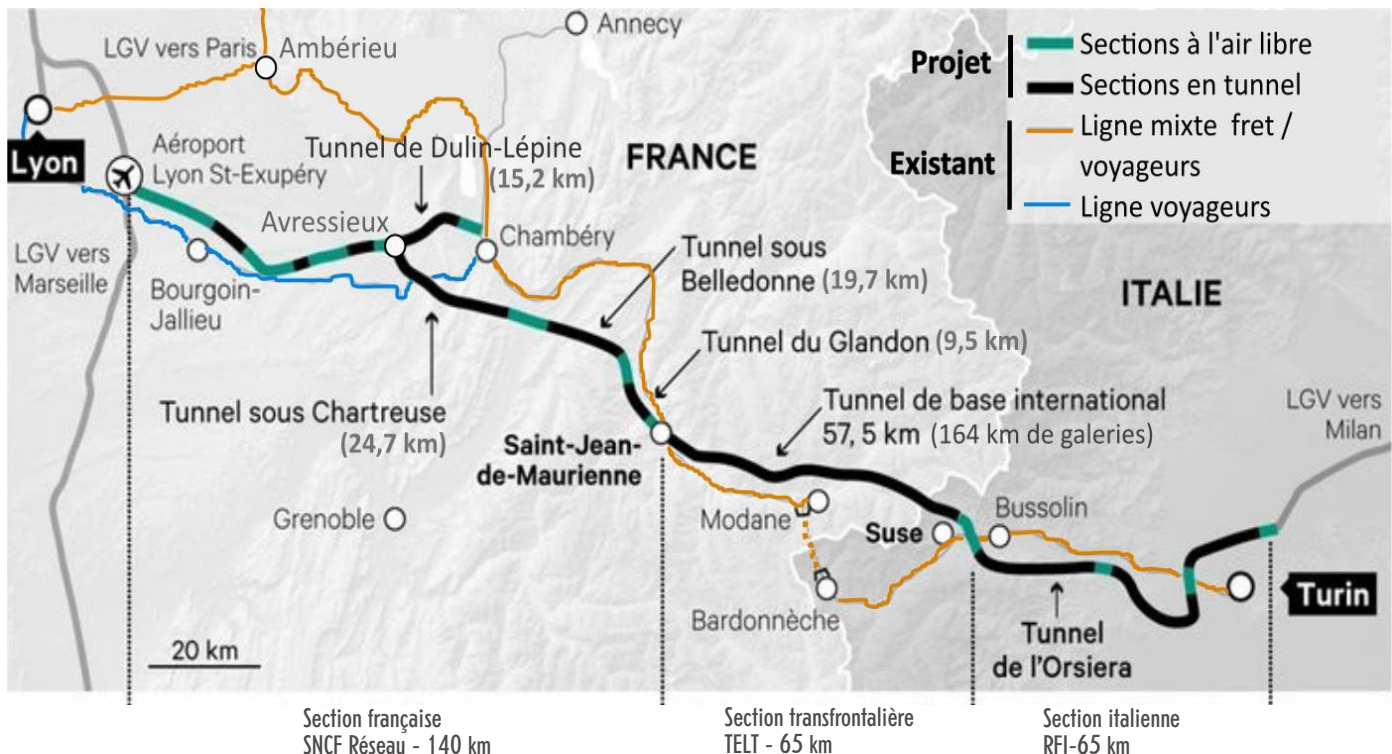 LGV vers Paris
Ambérieu
Annecy
Projet
Sections à l'air libre
Sections en tunnel
Existant
Ligne mixte fret /
voyageurs
Ligne voyageurs
Lyon
Aéroport
Lyon St-Exupéry
Tunnel de Dulin-Lépine
(15,2 km)
FRANCE
Avressieux
Chambéry
LGV vers
Marseille
Bourgoin-
Jallieu
Tunnel sous
Belledonne (19,7 km)
ITALIE
Tunnel du Glandon (9,5 km)
Tunnel sous Chartreuse
(24,7 km)
Tunnel de base international
57, 5 km (164 km de galeries)
LGV vers
Milan
Saint-Jean-
de-Maurienne
Grenoble
Modane
Suse
Bussolin
Bardonnèche
Turin
Tunnel
de l'Orsiera
20 km
Section française
SNCF Réseau - 140 km
Section transfrontalière
TELT - 65 km
Section italienne
RFI-65 km